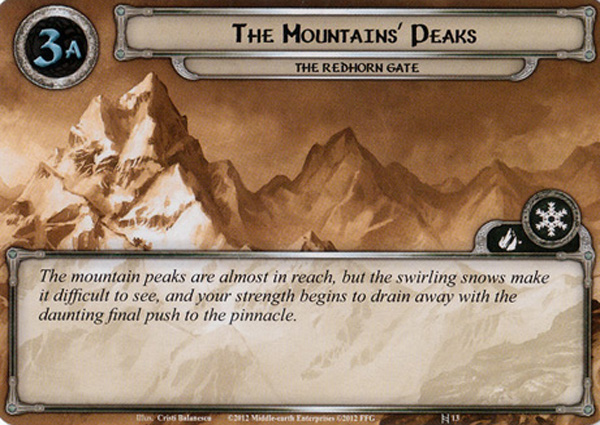 3A
THE MOUNTAINS' PEAKS
THE REDHORN GATE
The mountain peaks are almost in reach, but the swirling snows make
it difficult to see, and your strength begins to drain away with the
daunting final push to the pinnacle.
Illus. Cristi Balanescu ©2012 Middle-earth Enterprises ©2012 FFG 13